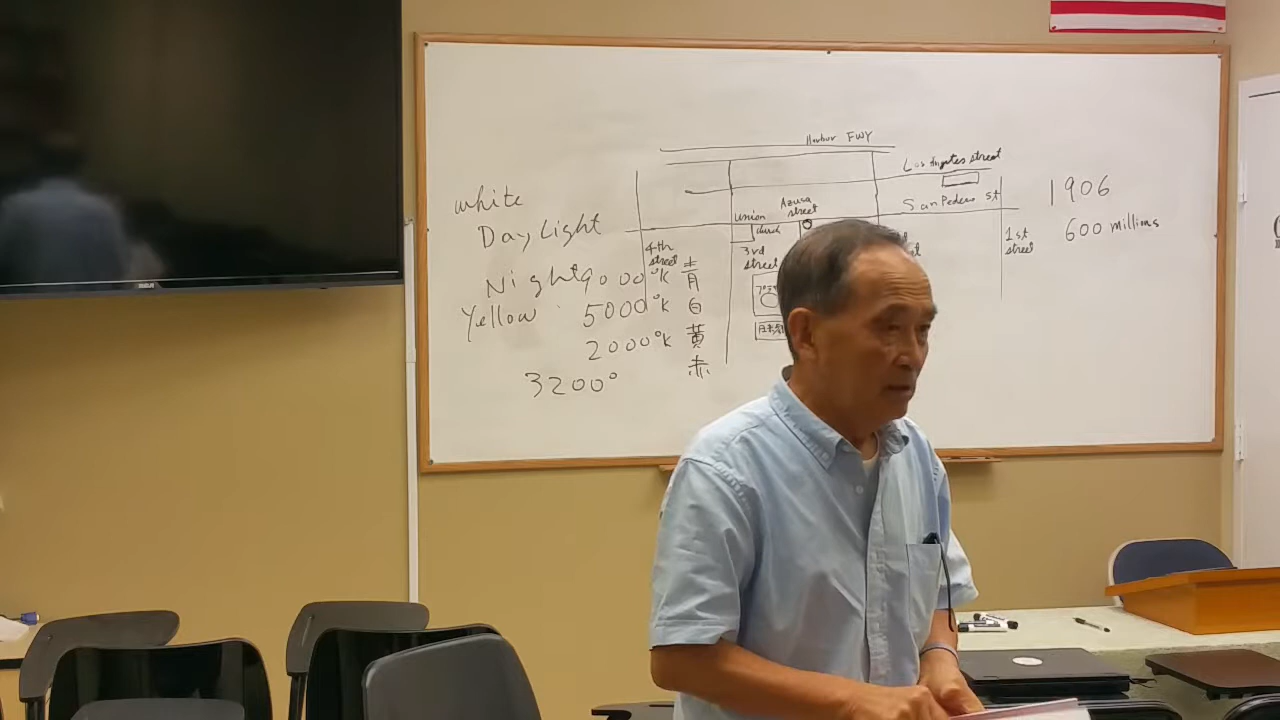 Harbor FWY
Los Angeles street
San Pedro St
1906
600 millions
white
Day Light
Azusa
street
Union
church
4th
street
3rd
street
1st
street
Night 9000°K 青
Yellow 5000°K 白
2000°K 黄
赤
3200°
RCA